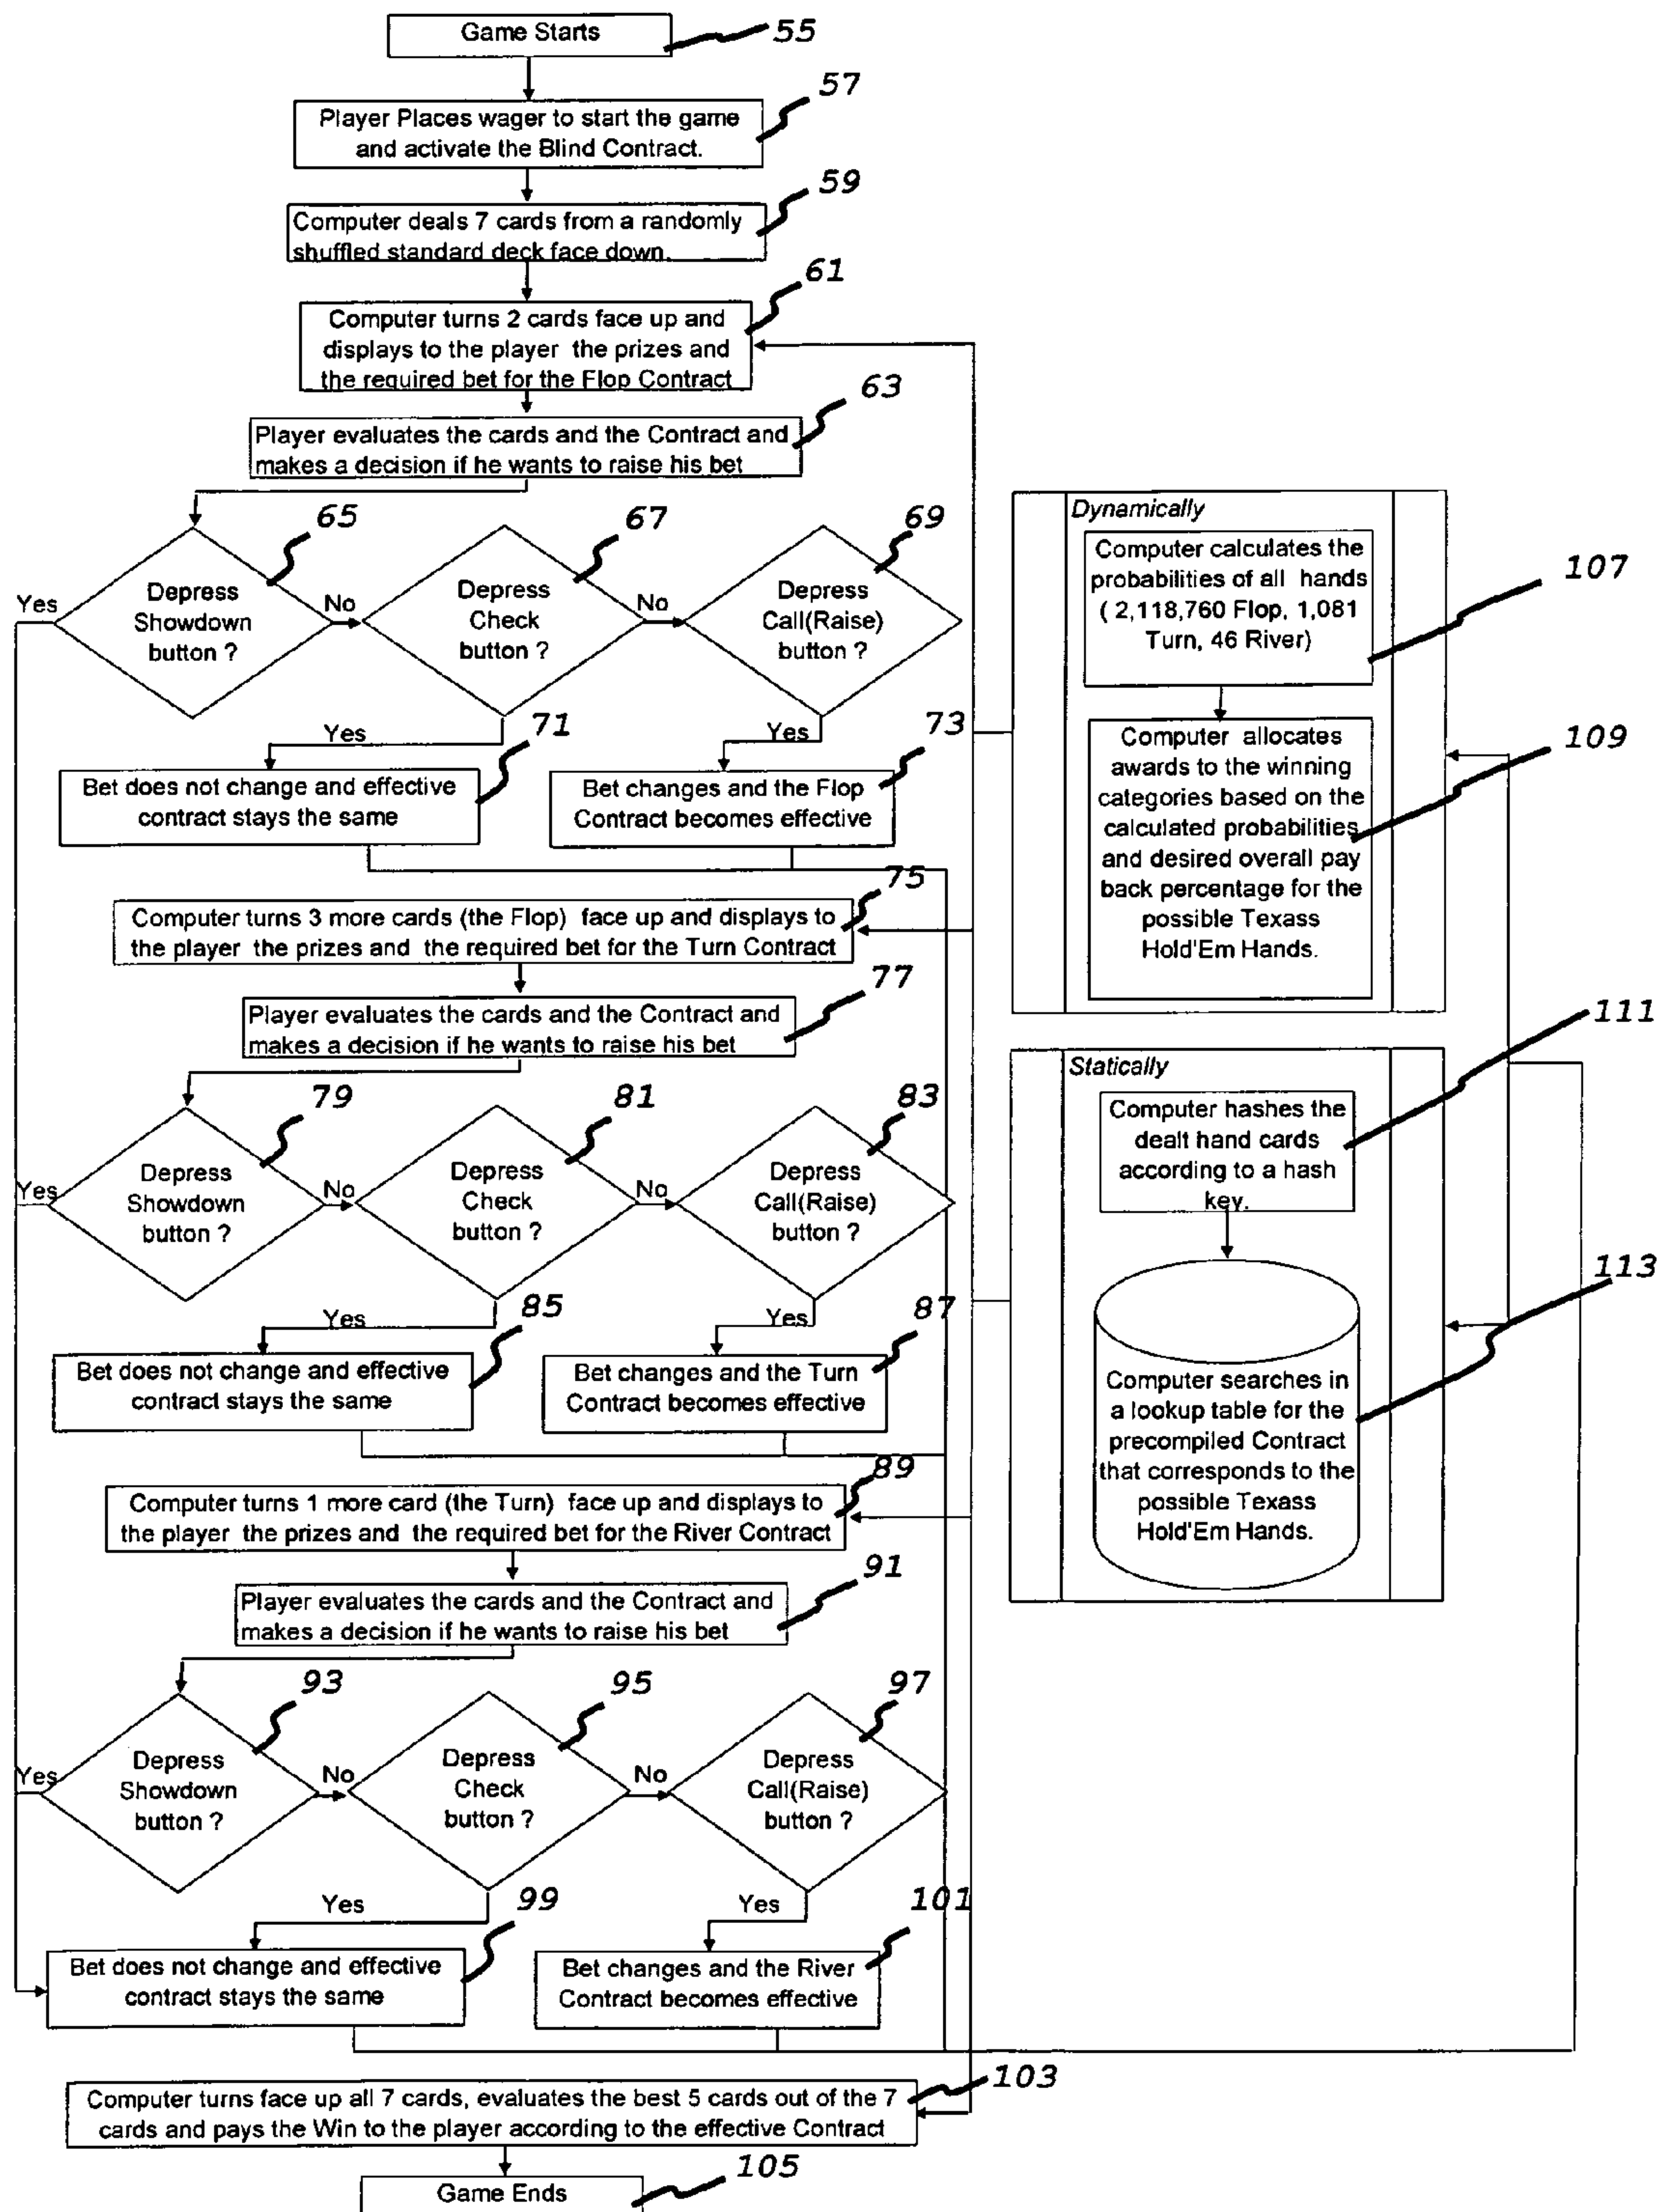 Game Starts
55
Player Places wager to start the game
and activate the Blind Contract.
57
Computer deals 7 cards from a randomly
shuffled standard deck face down.
59
Computer turns 2 cards face up and
displays to the player the prizes and
the required bet for the Flop Contract
61
Player evaluates the cards and the Contract and
makes a decision if he wants to raise his bet
63
Yes
Depress
Showdown
button ?
65
No
Depress
Check
button ?
67
No
Depress
Call(Raise)
button ?
69
Yes
Bet does not change and effective
contract stays the same
71
Yes
Bet changes and the Flop
Contract becomes effective
73
Computer turns 3 more cards (the Flop) face up and displays to
the player the prizes and the required bet for the Turn Contract
75
Player evaluates the cards and the Contract and
makes a decision if he wants to raise his bet
77
Yes
Depress
Showdown
button ?
79
No
Depress
Check
button ?
81
No
Depress
Call(Raise)
button ?
83
Yes
Bet does not change and effective
contract stays the same
85
Yes
Bet changes and the Turn
Contract becomes effective
87
Computer turns 1 more card (the Turn) face up and displays to
the player the prizes and the required bet for the River Contract
89
Player evaluates the cards and the Contract and
makes a decision if he wants to raise his bet
91
Yes
Depress
Showdown
button ?
93
No
Depress
Check
button ?
95
No
Depress
Call(Raise)
button ?
97
Yes
Bet does not change and effective
contract stays the same
99
Yes
Bet changes and the River
Contract becomes effective
101
Computer turns face up all 7 cards, evaluates the best 5 cards out of the 7
cards and pays the Win to the player according to the effective Contract
103
Game Ends
105
Dynamically
Computer calculates the
probabilities of all hands
( 2,118,760 Flop, 1,081
Turn, 46 River)
107
Computer allocates
awards to the winning
categories based on the
calculated probabilities
and desired overall pay
back percentage for the
possible Texass
Hold'Em Hands.
109
Statically
Computer hashes the
dealt hand cards
according to a hash
key.
111
Computer searches in
a lookup table for the
precompiled Contract
that corresponds to the
possible Texass
Hold'Em Hands.
113